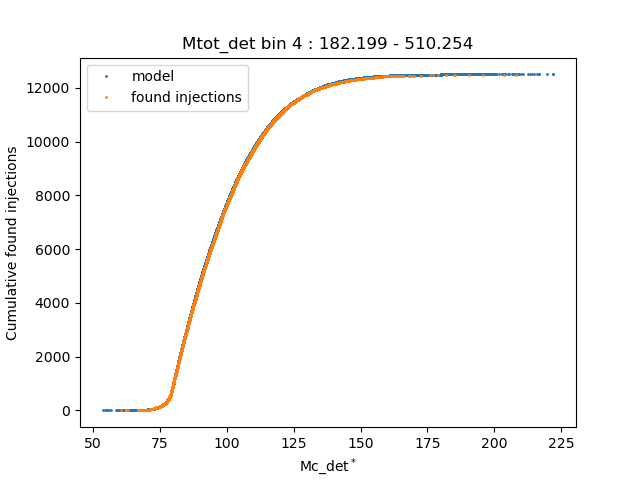 Mtot_det bin 4 : 182.199 - 510.254
model
found injections
12000
10000
8000
6000
4000
2000
0
Cumulative found injections
50 75 100 125 150 175 200 225
Mc_det*